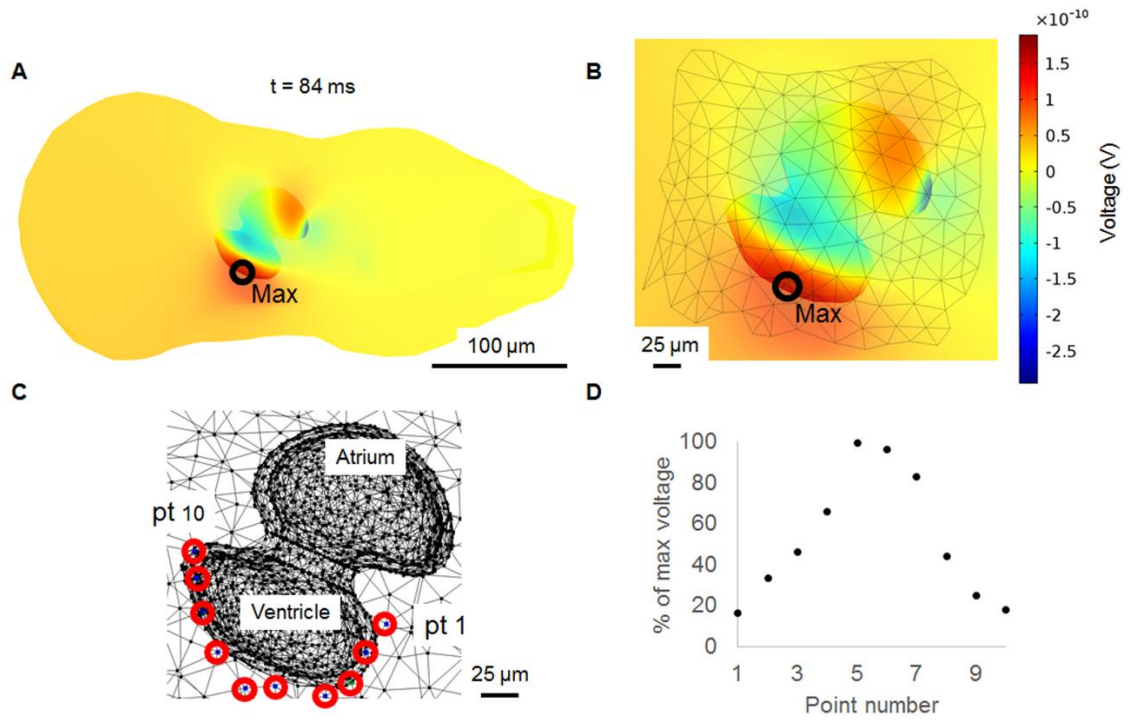 A
t = 84 ms
Max
100 µm
B
Max
25 µm
×10⁻¹⁰
1.5
1
0.5
0
-0.5
-1
-1.5
-2
-2.5
Voltage (V)
C
Atrium
pt 10
Ventricle
pt 1
25 µm
D
100
80
60
40
20
0
% of max voltage
1 3 5 7 9
Point number